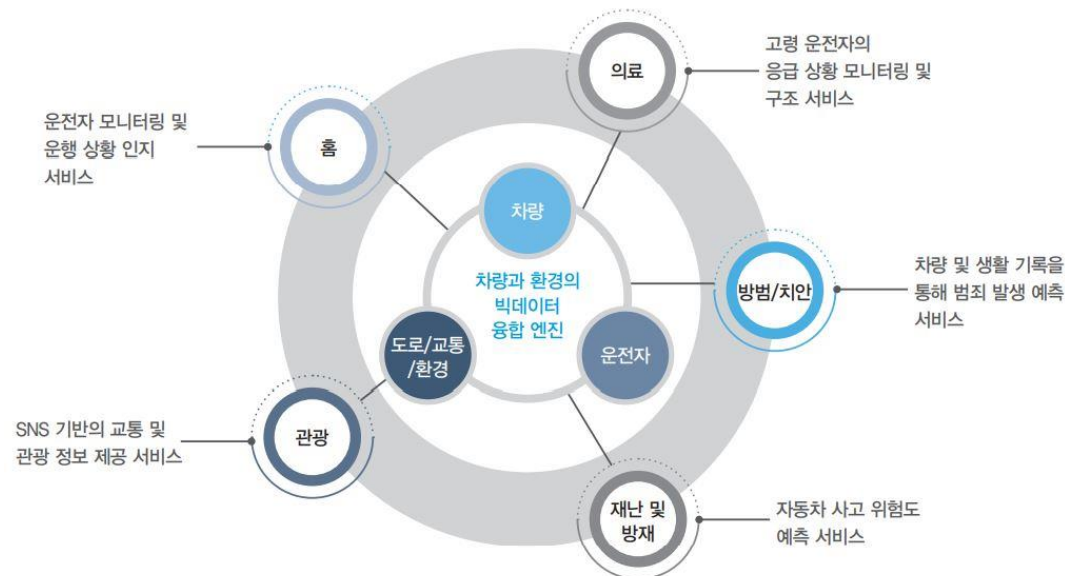 의료
고령 운전자의
응급 상황 모니터링 및
구조 서비스
홈
운전자 모니터링 및
운행 상황 인지
서비스
차량
차량과 환경의
빅데이터
융합 엔진
도로/교통
/환경
운전자
방범/치안
차량 및 생활 기록을
통해 범죄 발생 예측
서비스
관광
SNS 기반의 교통 및
관광 정보 제공 서비스
재난 및
방재
자동차 사고 위험도
예측 서비스